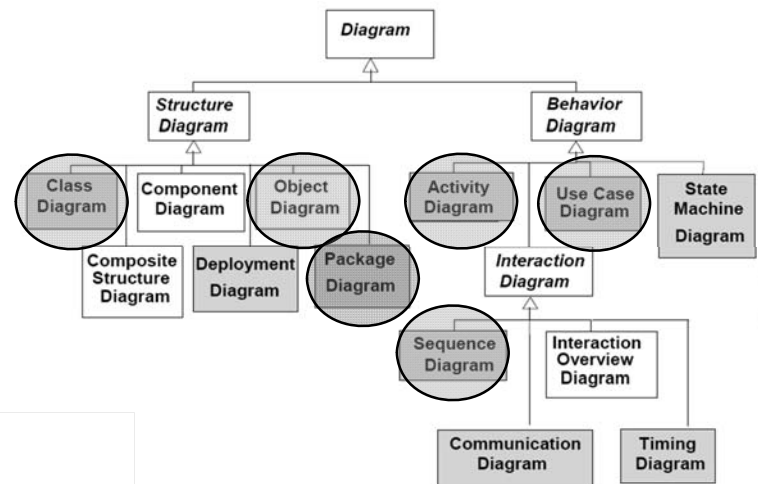 Diagram
Structure
Diagram
Behavior
Diagram
Class
Diagram
Component
Diagram
Object
Diagram
Activity
Diagram
Use Case
Diagram
State
Machine
Diagram
Composite
Structure
Diagram
Deployment
Diagram
Package
Diagram
Interaction
Diagram
Sequence
Diagram
Interaction
Overview
Diagram
Communication
Diagram
Timing
Diagram